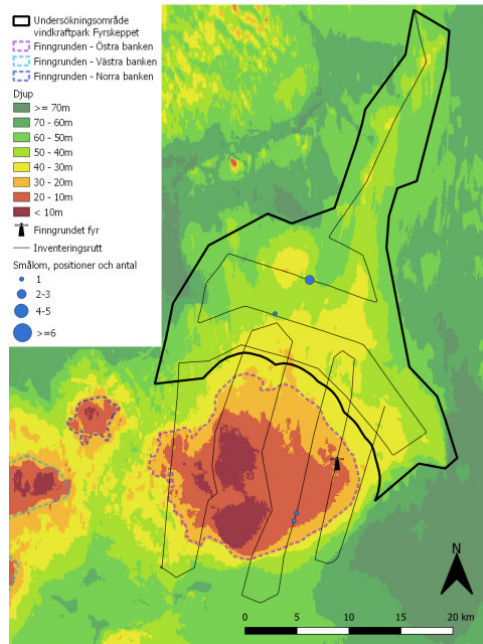 Undersökningsområde
vindkraftpark Fyrskeppet
Finngrunden - Östra banken
Finngrunden - Västra banken
Finngrunden - Norra banken
Djup
>= 70m
70 - 60m
60 - 50m
50 - 40m
40 - 30m
30 - 20m
20 - 10m
< 10m
Finngrundet fyr
Inventeringsrutt
Smålom, positioner och antal
1
2-3
4-5
>=6
N
0 5 10 15 20 km